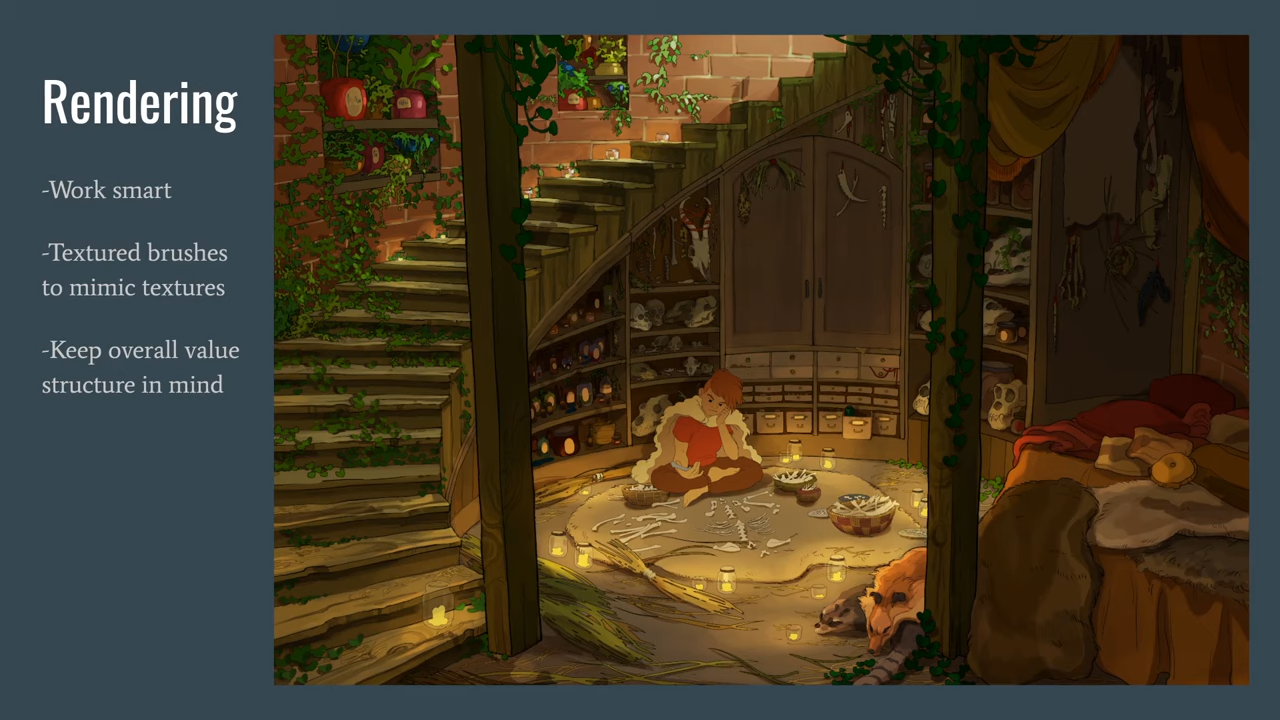 Rendering
-Work smart
-Textured brushes
to mimic textures
-Keep overall value
structure in mind